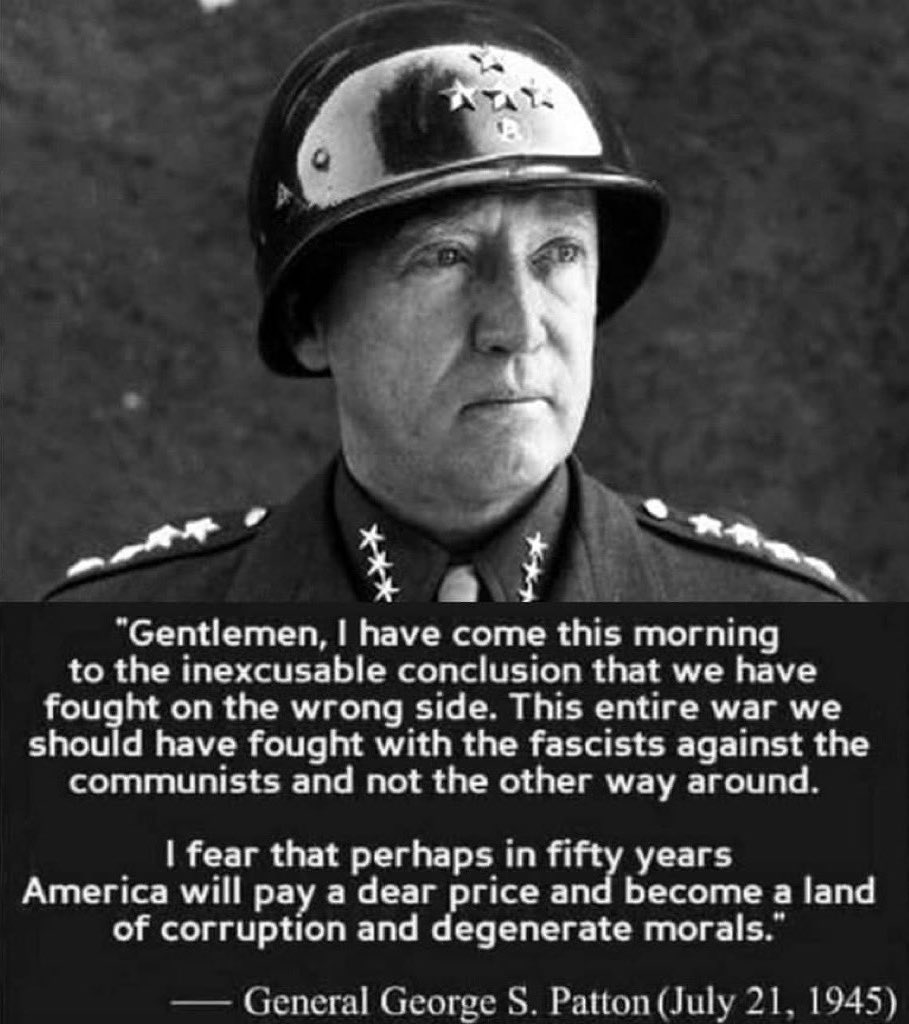 "Gentlemen, I have come this morning
to the inexcusable conclusion that we have
fought on the wrong side. This entire war we
should have fought with the fascists against the
communists and not the other way around.
I fear that perhaps in fifty years
America will pay a dear price and become a land
of corruption and degenerate morals."
— General George S. Patton (July 21, 1945)